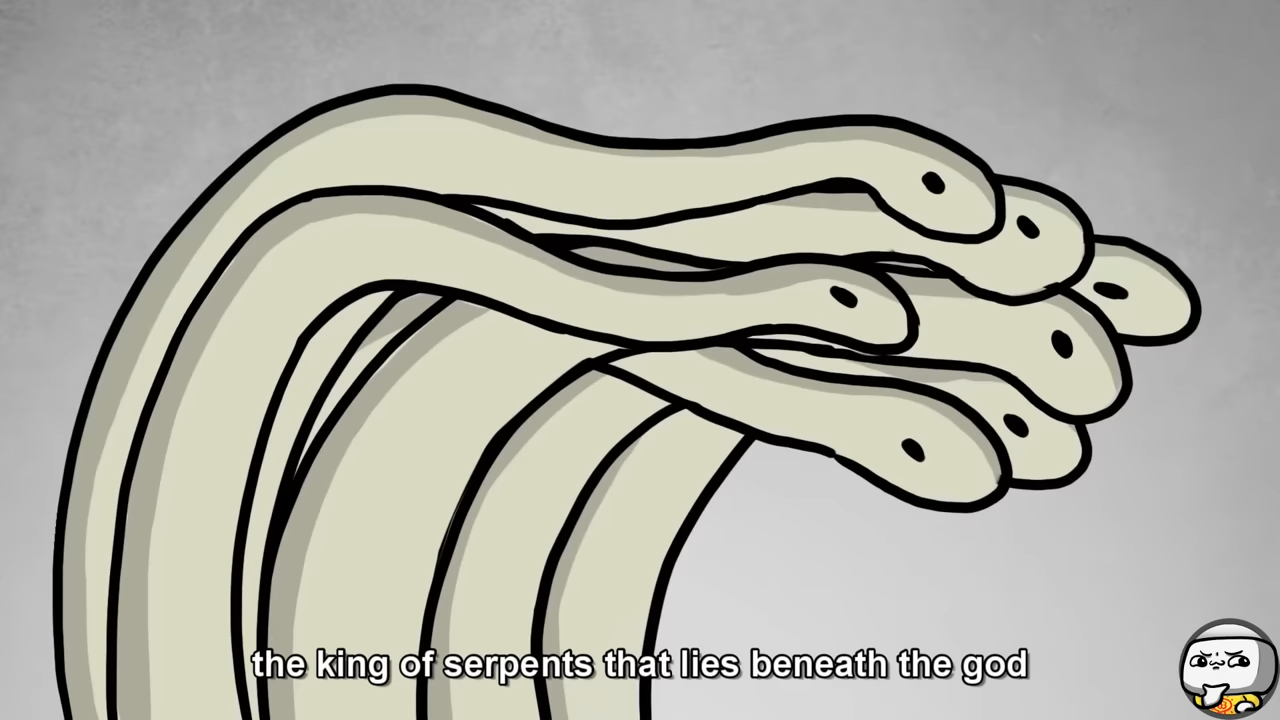 the king of serpents that lies beneath the god